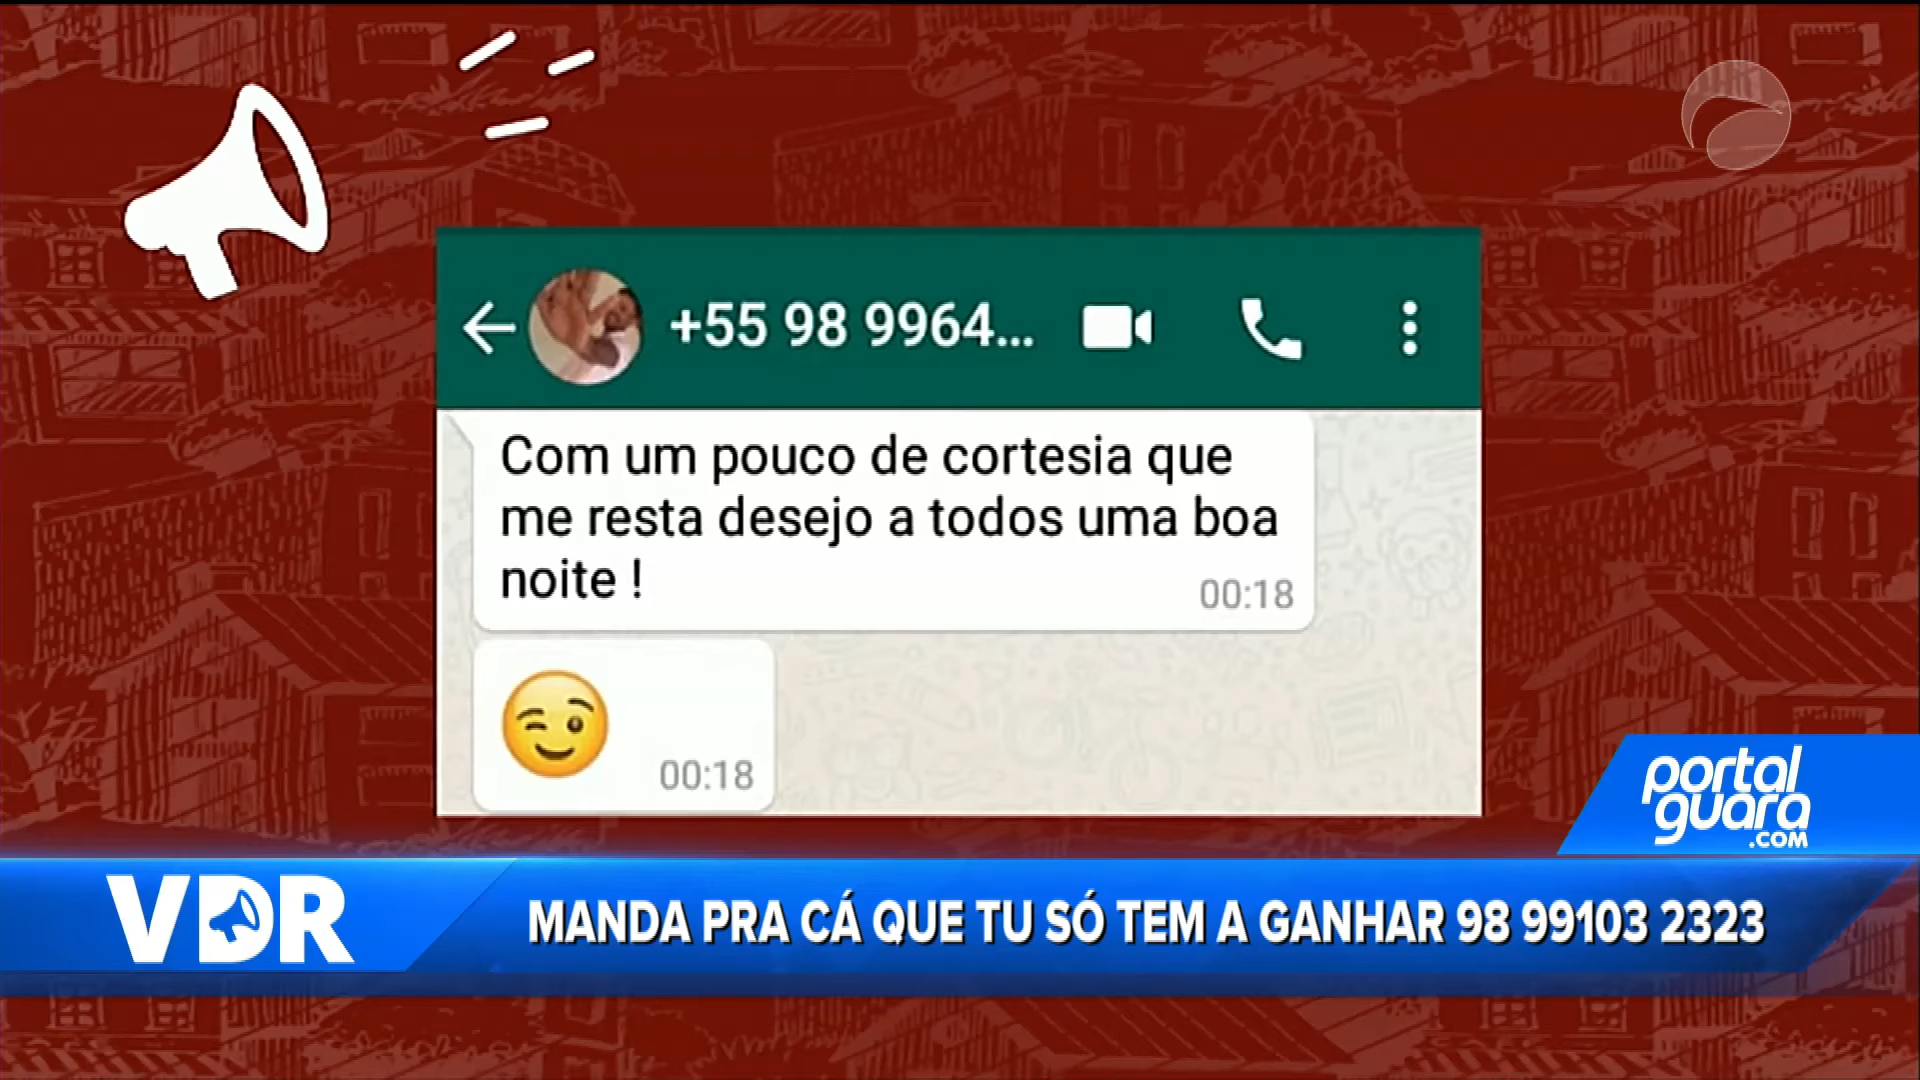 +55 98 9964...
Com um pouco de cortesia que
me resta desejo a todos uma boa
noite !
00:18
00:18
portal
guara
.COM
VDR
MANDA PRA CÁ QUE TU SÓ TEM A GANHAR 98 99103 2323